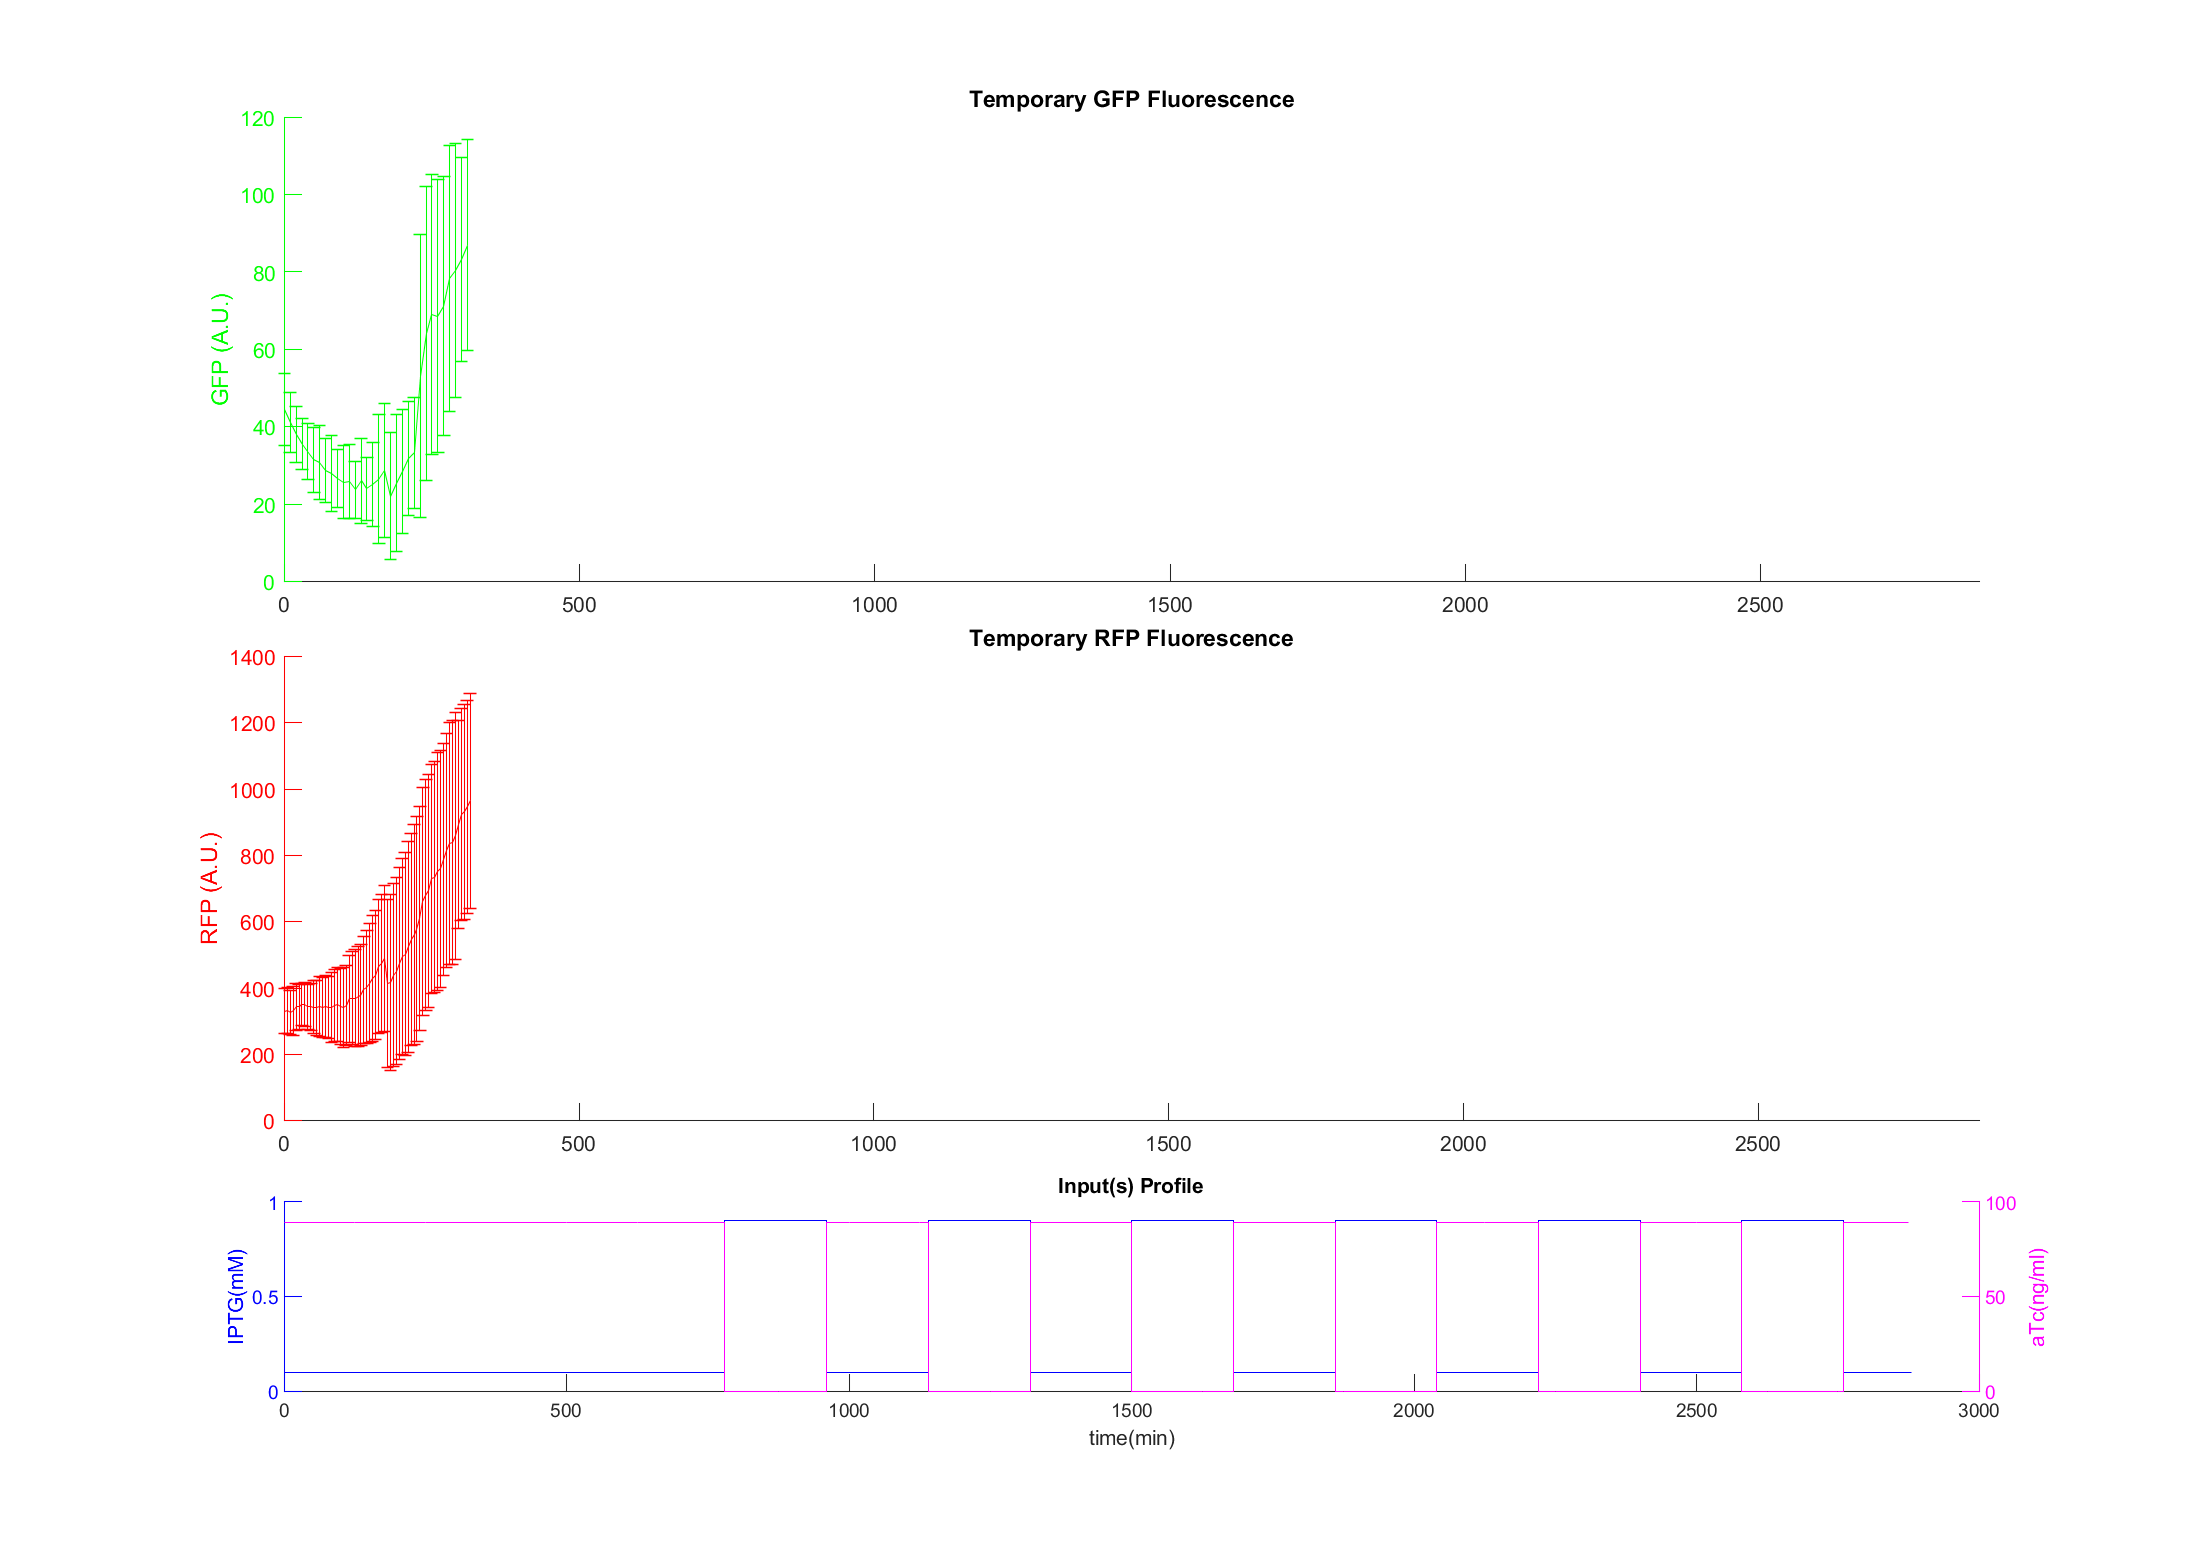 Temporary GFP Fluorescence
120
100
80
60
40
20
0
GFP (A.U.)
0 500 1000 1500 2000 2500
Temporary RFP Fluorescence
1400
1200
1000
800
600
400
200
0
RFP (A.U.)
0 500 1000 1500 2000 2500
Input(s) Profile
1
0.5
0
IPTG(mM)
100
50
0
aTc(ng/ml)
0 500 1000 1500 2000 2500 3000
time(min)